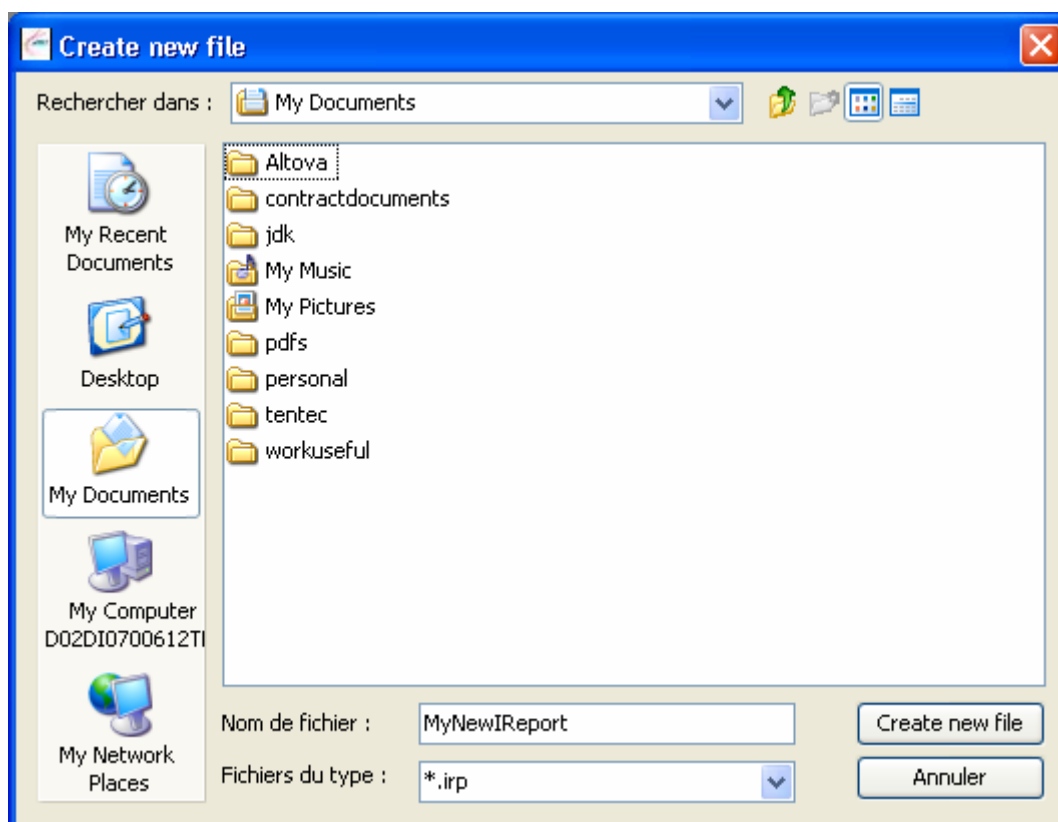 Create new file
Rechercher dans :
My Documents
My Recent
Documents
Desktop
My Documents
My Computer
D02DI0700612TI
My Network
Places
Altova
contractdocuments
jdk
My Music
My Pictures
pdfs
personal
tentec
workuseful
Nom de fichier :
MyNewIReport
Create new file
Fichiers du type :
*.irp
Annuler